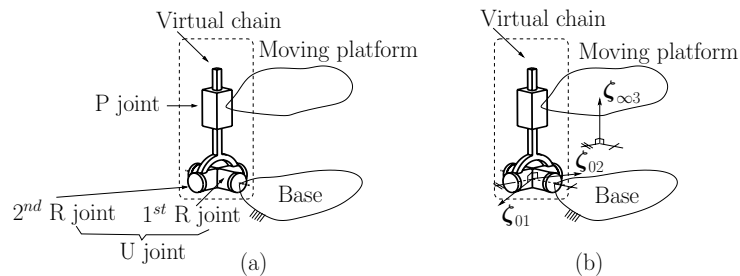 Virtual chain
Moving platform
P joint
Base
2nd R joint
1st R joint
U joint
(a)
Virtual chain
Moving platform
ζ∞3
ζ02
Base
ζ01
(b)